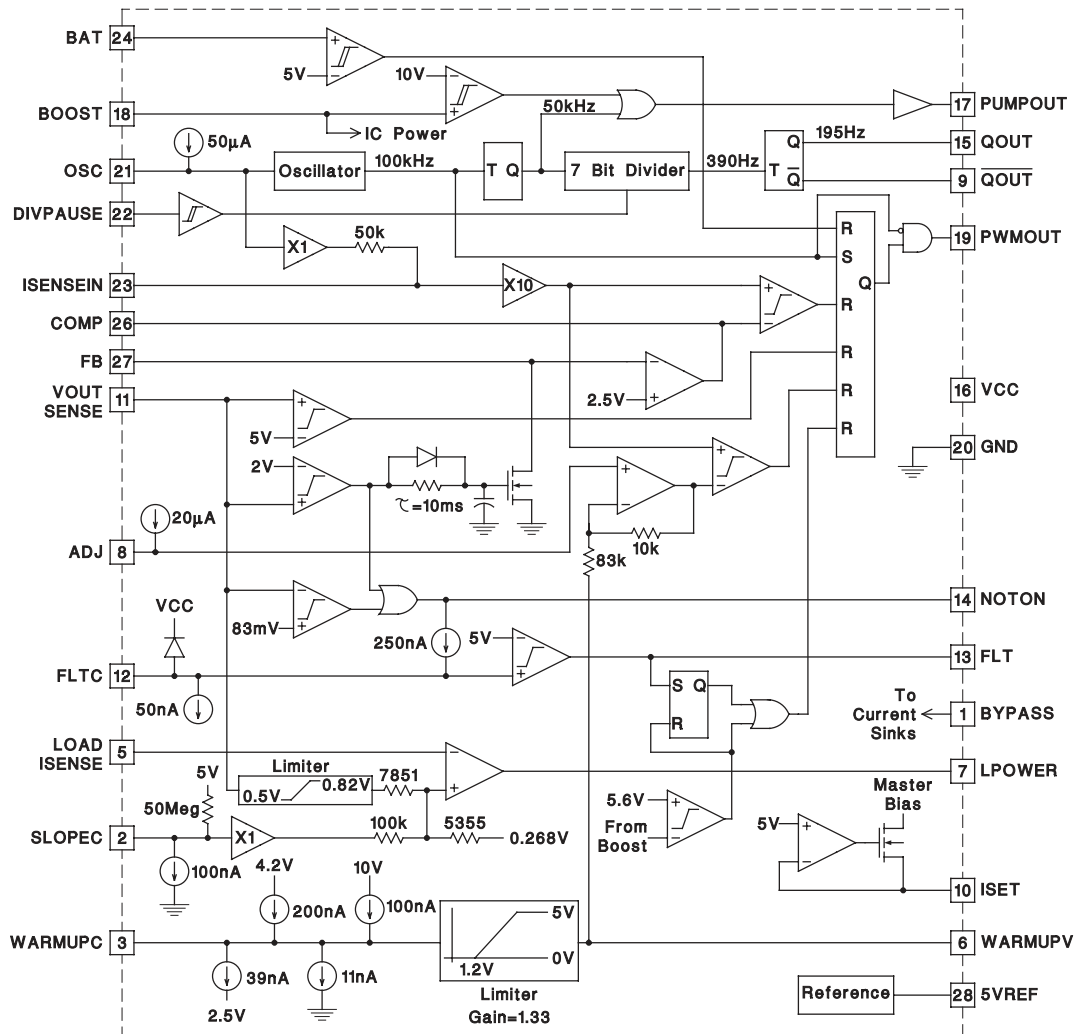 BAT 24
5V
10V
BOOST 18
IC Power
50kHz
17 PUMPOUT
50μA
OSC 21
Oscillator
100kHz
T Q
7 Bit Divider
390Hz
T Q Q̅
195Hz
15 QOUT
9 Q̅O̅U̅T̅
DIVPAUSE 22
X1
50k
R
S
Q
R
R
R
R
19 PWMOUT
ISENSEIN 23
X10
COMP 26
FB 27
2.5V
VOUT
SENSE
11
5V
2V
τ=10ms
16 VCC
20 GND
20μA
ADJ 8
10k
83k
83mV
14 NOTON
VCC
250nA
5V
FLTC 12
13 FLT
50nA
S Q
R
To
Current
Sinks
1 BYPASS
LOAD
ISENSE
5
7 LPOWER
Limiter
0.5V
0.82V
7851
5V
50Meg
SLOPEC 2
X1
100k
5355
0.268V
100nA
5.6V
From
Boost
Master
Bias
5V
10 ISET
4.2V
200nA
10V
100nA
WARMUPC 3
39nA
2.5V
11nA
5V
0V
1.2V
Limiter
Gain=1.33
6 WARMUPV
Reference
28 5VREF
+
−
+
−
+
−
+
−
+
−
+
−
+
−
+
−
+
−
+
−
+
−
+
−
+
−
+
−